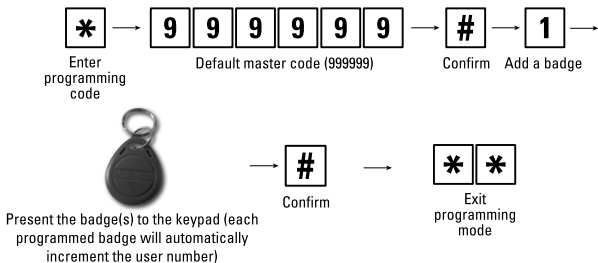 * 9 9 9 9 9 9 # 1
Enter programming code
Default master code (999999)
Confirm
Add a badge
#
* *
Present the badge(s) to the keypad (each
programmed badge will automatically
increment the user number)
Confirm
Exit
programming
mode